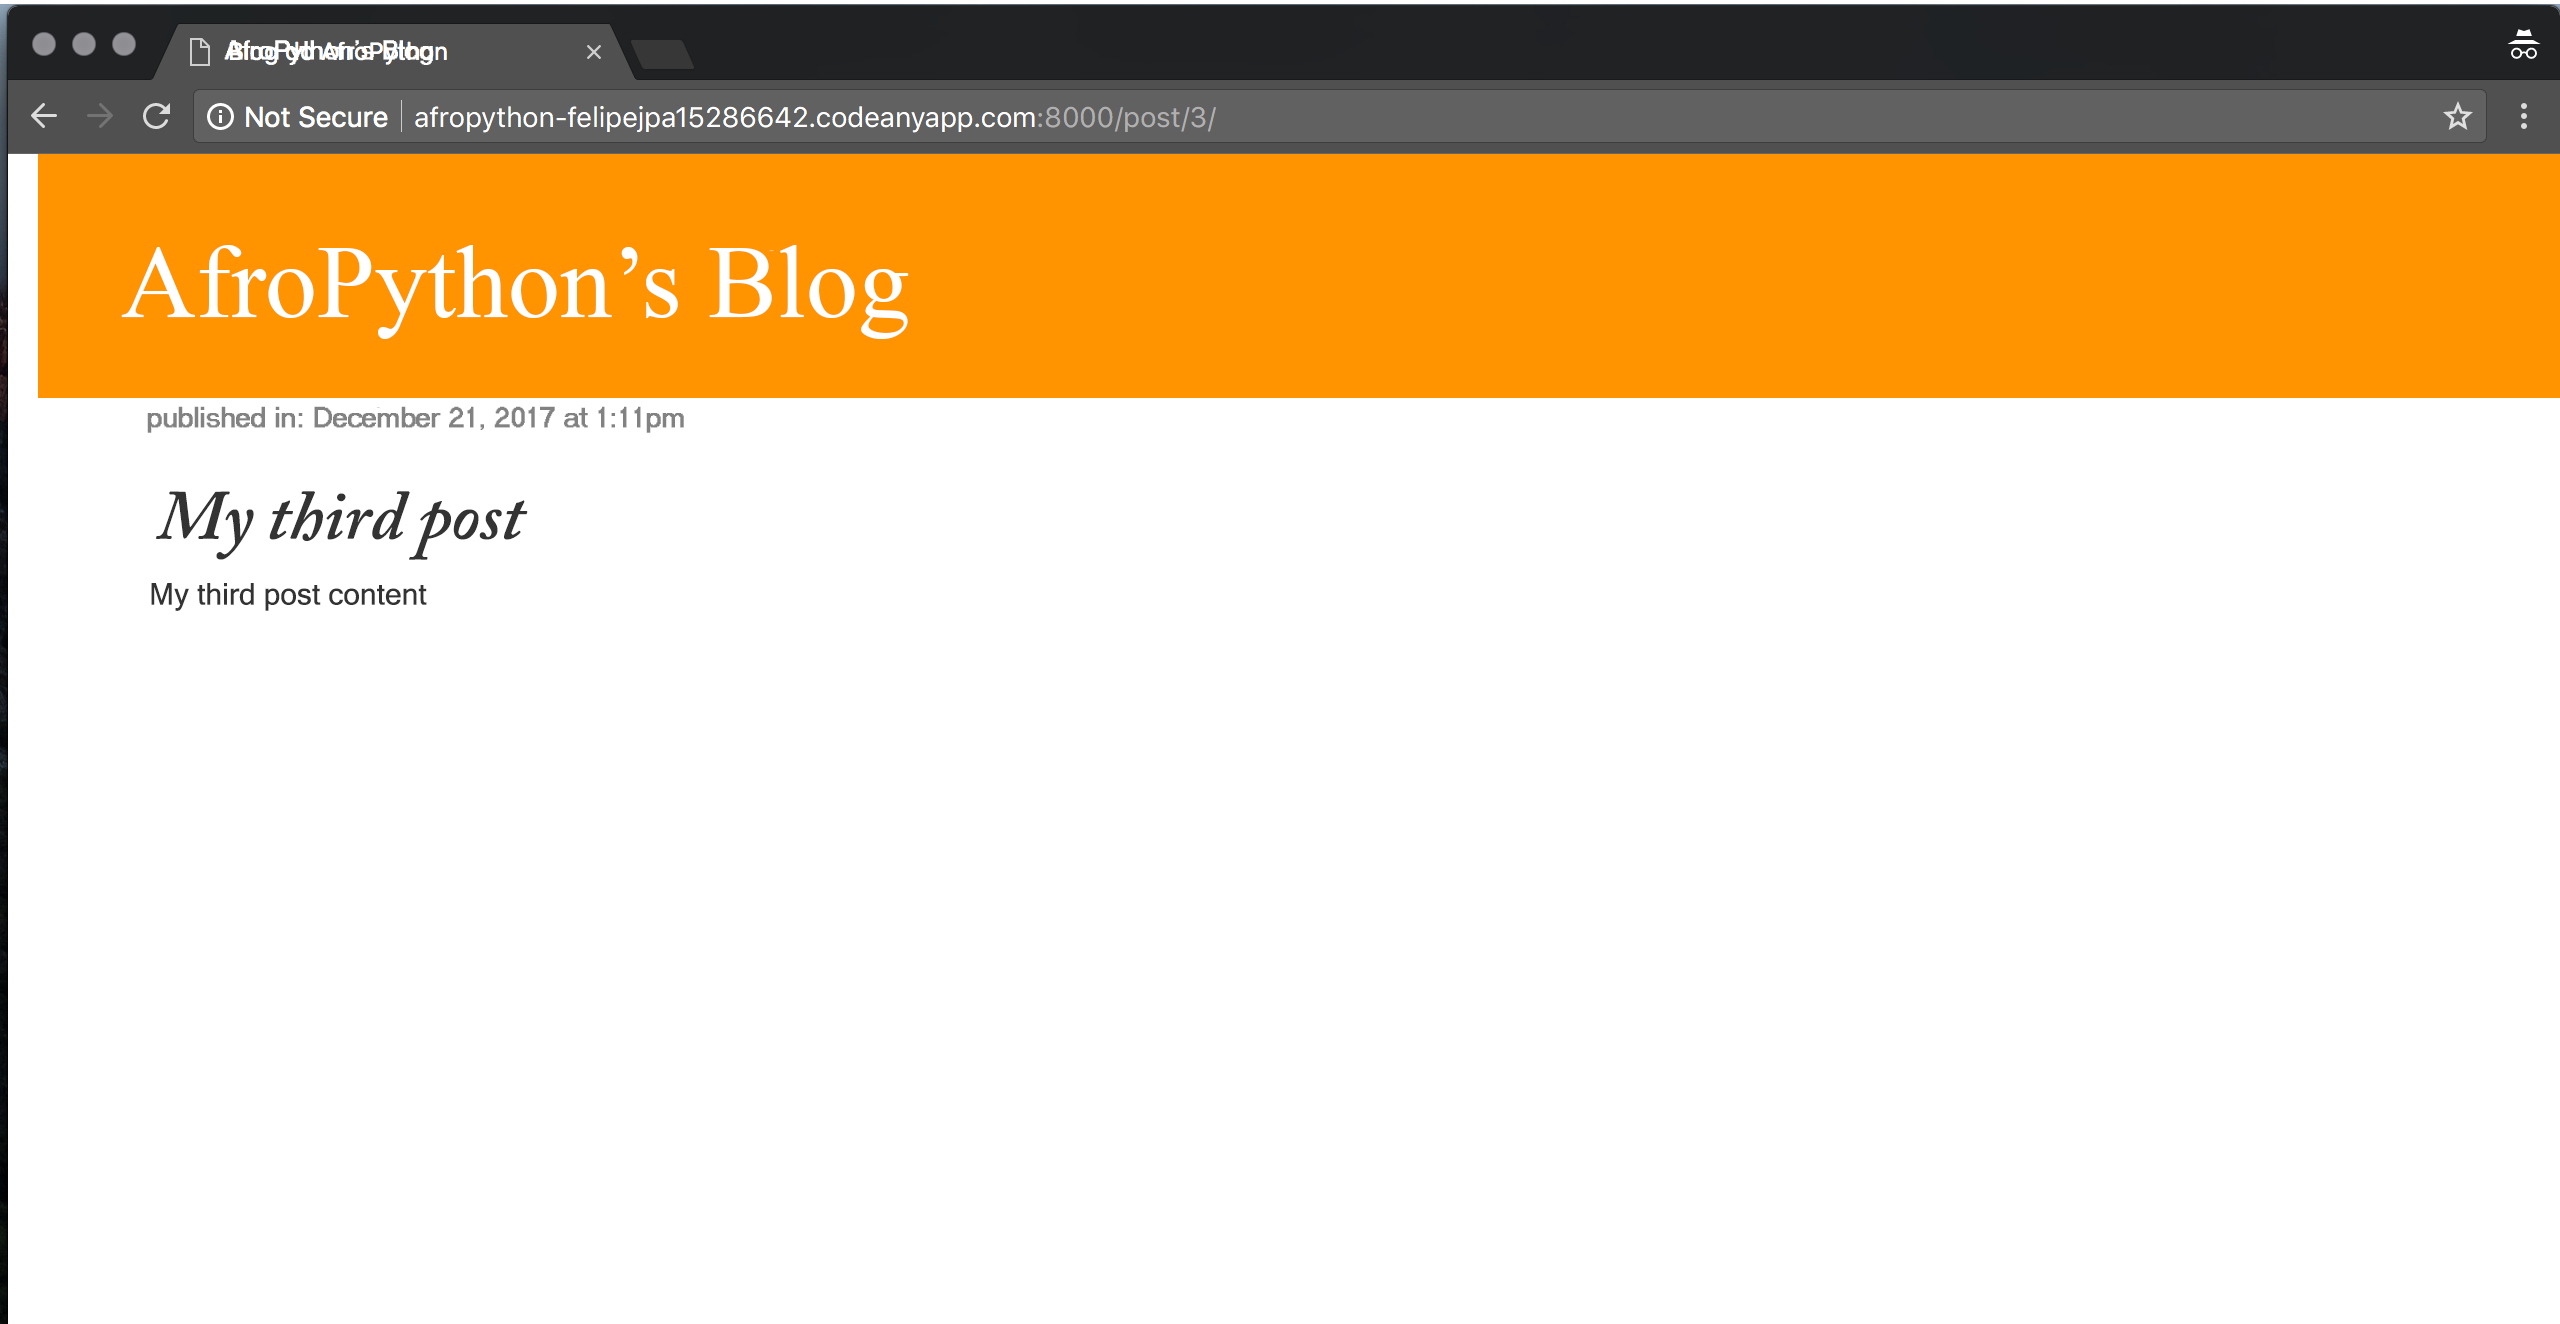 Not Secure afropython-felipejpa15286642.codeanyapp.com:8000/post/3/
AfroPython’s Blog
published in: December 21, 2017 at 1:11pm
My third post
My third post content